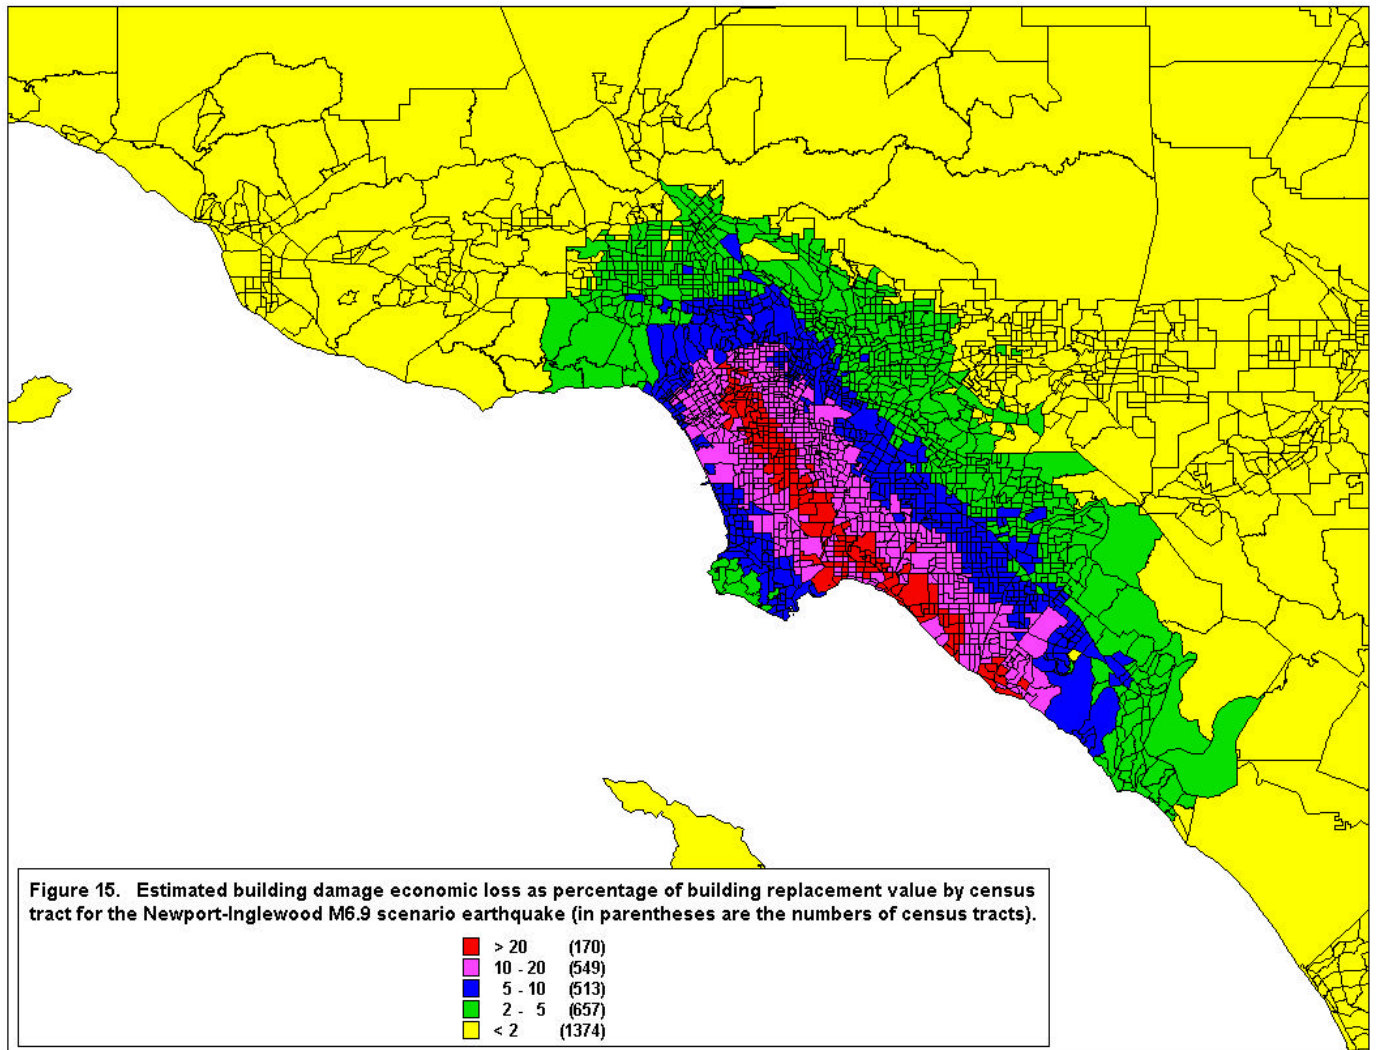 Figure 15. Estimated building damage economic loss as percentage of building replacement value by census
tract for the Newport-Inglewood M6.9 scenario earthquake (in parentheses are the numbers of census tracts).
> 20 (170)
10 - 20 (549)
5 - 10 (513)
2 - 5 (657)
< 2 (1374)